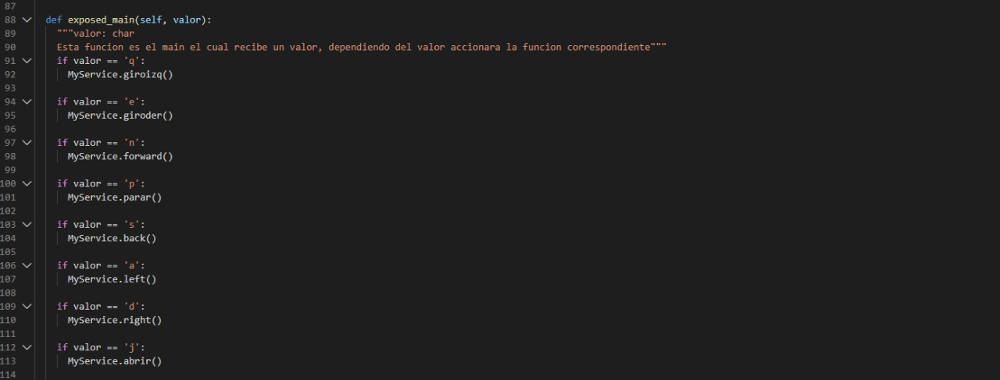 87
88 def exposed_main(self, valor):
89 """valor: char
90 Esta funcion es el main el cual recibe un valor, dependiendo del valor accionara la funcion correspondiente"""
91 if valor == 'q':
92 MyService.giroizq()
93
94 if valor == 'e':
95 MyService.giroder()
96
97 if valor == 'n':
98 MyService.forward()
99
100 if valor == 'p':
101 MyService.parar()
102
103 if valor == 's':
104 MyService.back()
105
106 if valor == 'a':
107 MyService.left()
108
109 if valor == 'd':
110 MyService.right()
111
112 if valor == 'j':
113 MyService.abrir()
114